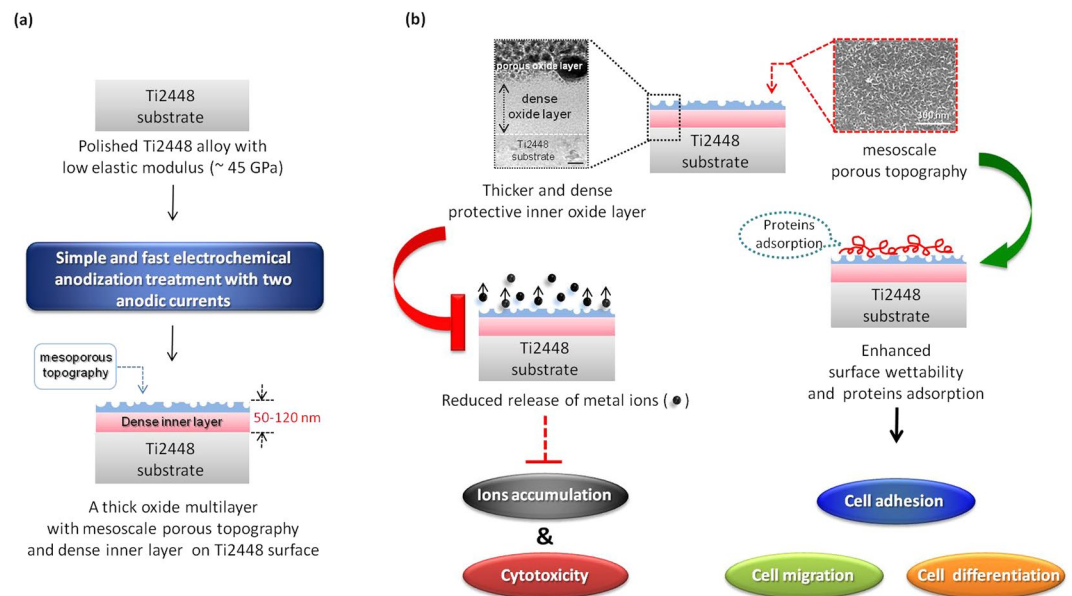 (a)
Ti2448
substrate
Polished Ti2448 alloy with
low elastic modulus (~ 45 GPa)
Simple and fast electrochemical
anodization treatment with two
anodic currents
mesoporous
topography
Dense inner layer
50-120 nm
Ti2448
substrate
A thick oxide multilayer
with mesoscale porous topography
and dense inner layer on Ti2448 surface
(b)
porous oxide layer
dense
oxide layer
Ti2448
substrate
Thicker and dense
protective inner oxide layer
Ti2448
substrate
100 nm
mesoscale
porous topography
Proteins
adsorption
Ti2448
substrate
Enhanced
surface wettability
and proteins adsorption
Ti2448
substrate
Reduced release of metal ions ( )
Ions accumulation
&
Cytotoxicity
Cell adhesion
Cell migration
Cell differentiation